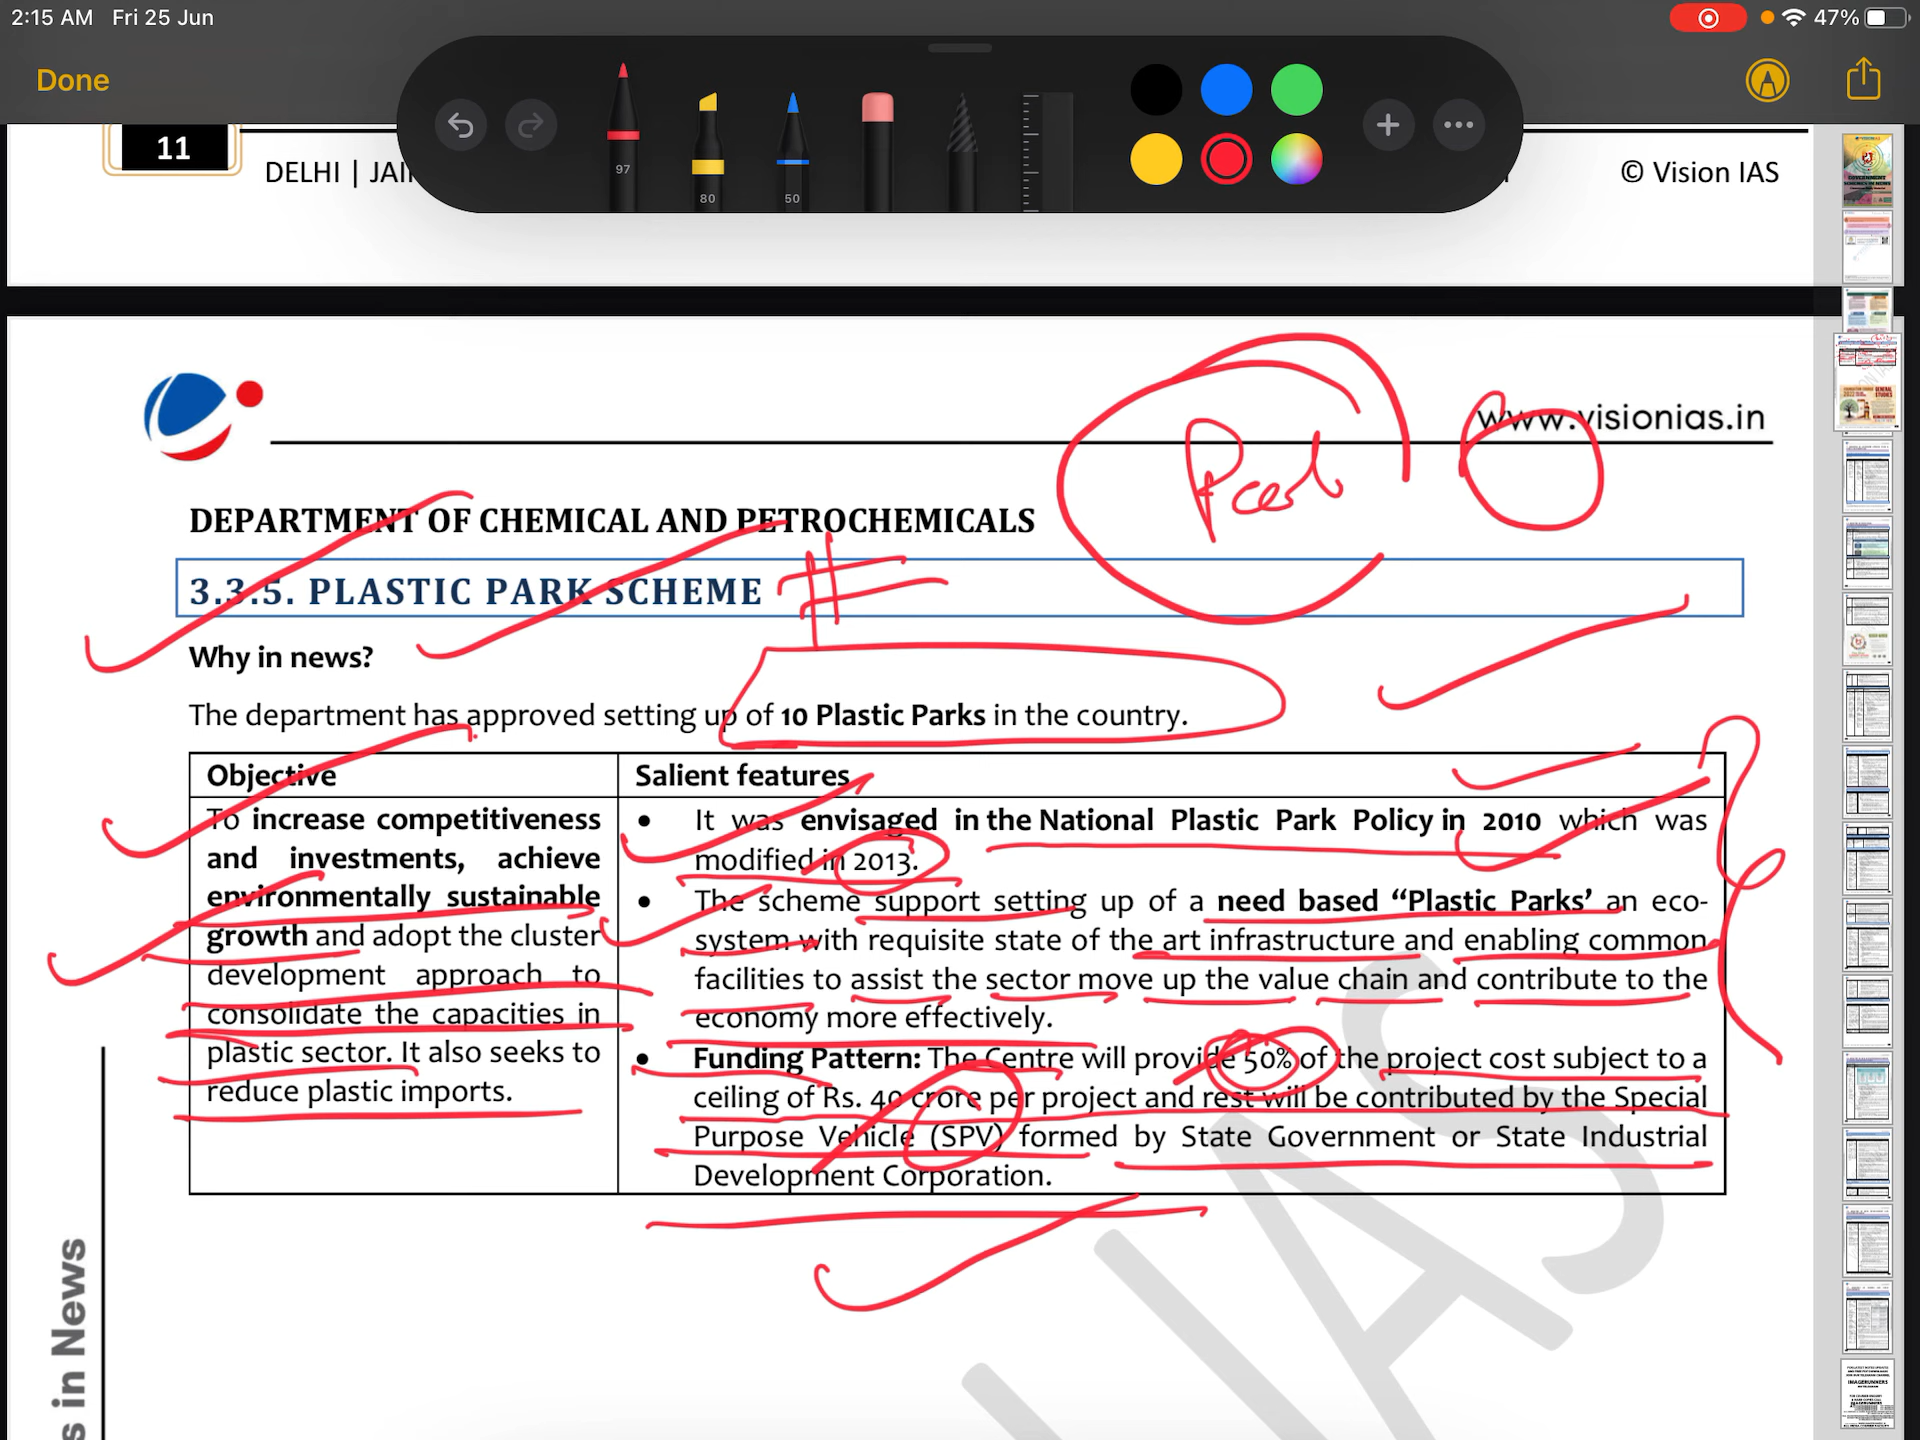 2:15 AM Fri 25 Jun
47%
Done
97
80
50
11
DELHI |
© Vision IAS
www.visionias.in
DEPARTMENT OF CHEMICAL AND PETROCHEMICALS
3.3.5. PLASTIC PARK SCHEME
Why in news?
The department has approved setting up of 10 Plastic Parks in the country.
Objective
To increase competitiveness
and investments, achieve
environmentally sustainable
growth and adopt the cluster
development approach to
consolidate the capacities in
plastic sector. It also seeks to
reduce plastic imports.
Salient features
• It was envisaged in the National Plastic Park Policy in 2010 which was
modified in 2013.
• The scheme support setting up of a need based “Plastic Parks’ an eco-
system with requisite state of the art infrastructure and enabling common
facilities to assist the sector move up the value chain and contribute to the
economy more effectively.
• Funding Pattern: The Centre will provide 50% of the project cost subject to a
ceiling of Rs. 40 crore per project and rest will be contributed by the Special
Purpose Vehicle (SPV) formed by State Government or State Industrial
Development Corporation.
in News
IAS